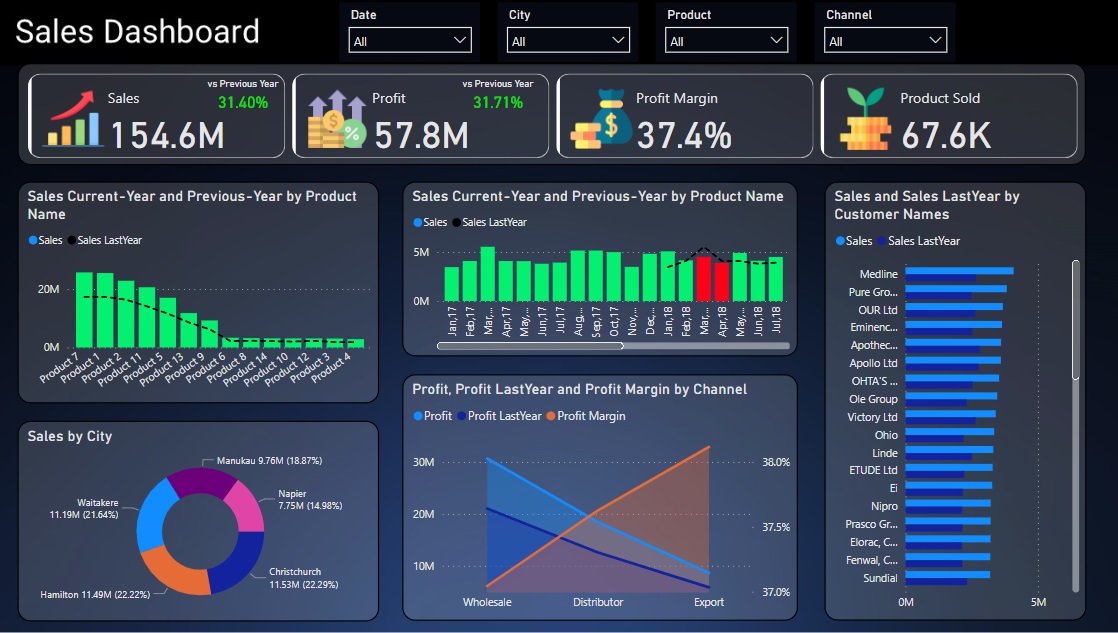 Sales Dashboard
Date
All
City
All
Product
All
Channel
All
Sales
vs Previous Year
31.40%
154.6M
Profit
vs Previous Year
31.71%
57.8M
Profit Margin
37.4%
Product Sold
67.6K
Sales Current-Year and Previous-Year by Product
Name
Sales Sales LastYear
20M
0M
Product 7
Product 1
Product 2
Product 11
Product 5
Product 13
Product 9
Product 6
Product 8
Product 14
Product 10
Product 12
Product 3
Product 4
Sales Current-Year and Previous-Year by Product Name
Sales Sales LastYear
5M
0M
Jan,17
Feb,17
Mar,...
Apr,17
May,...
Jun,17
Jul,17
Aug,...
Sep,17
Oct,17
Nov,...
Dec,...
Jan,18
Feb,18
Mar,...
Apr,18
May,...
Jun,18
Jul,18
Sales and Sales LastYear by
Customer Names
Sales Sales LastYear
Medline
Pure Gro...
OUR Ltd
Eminenc...
Apothec...
Apollo Ltd
OHTA'S ...
Ole Group
Victory Ltd
Ohio
Linde
ETUDE Ltd
Ei
Nipro
Prasco Gr...
Elorac, C...
Fenwal, C...
Sundial
0M
5M
Sales by City
Manukau 9.76M (18.87%)
Napier
7.75M (14.98%)
Waitakere
11.19M (21.64%)
Christchurch
11.53M (22.29%)
Hamilton 11.49M (22.22%)
Profit, Profit LastYear and Profit Margin by Channel
Profit Profit LastYear Profit Margin
30M
20M
10M
38.0%
37.5%
37.0%
Wholesale
Distributor
Export